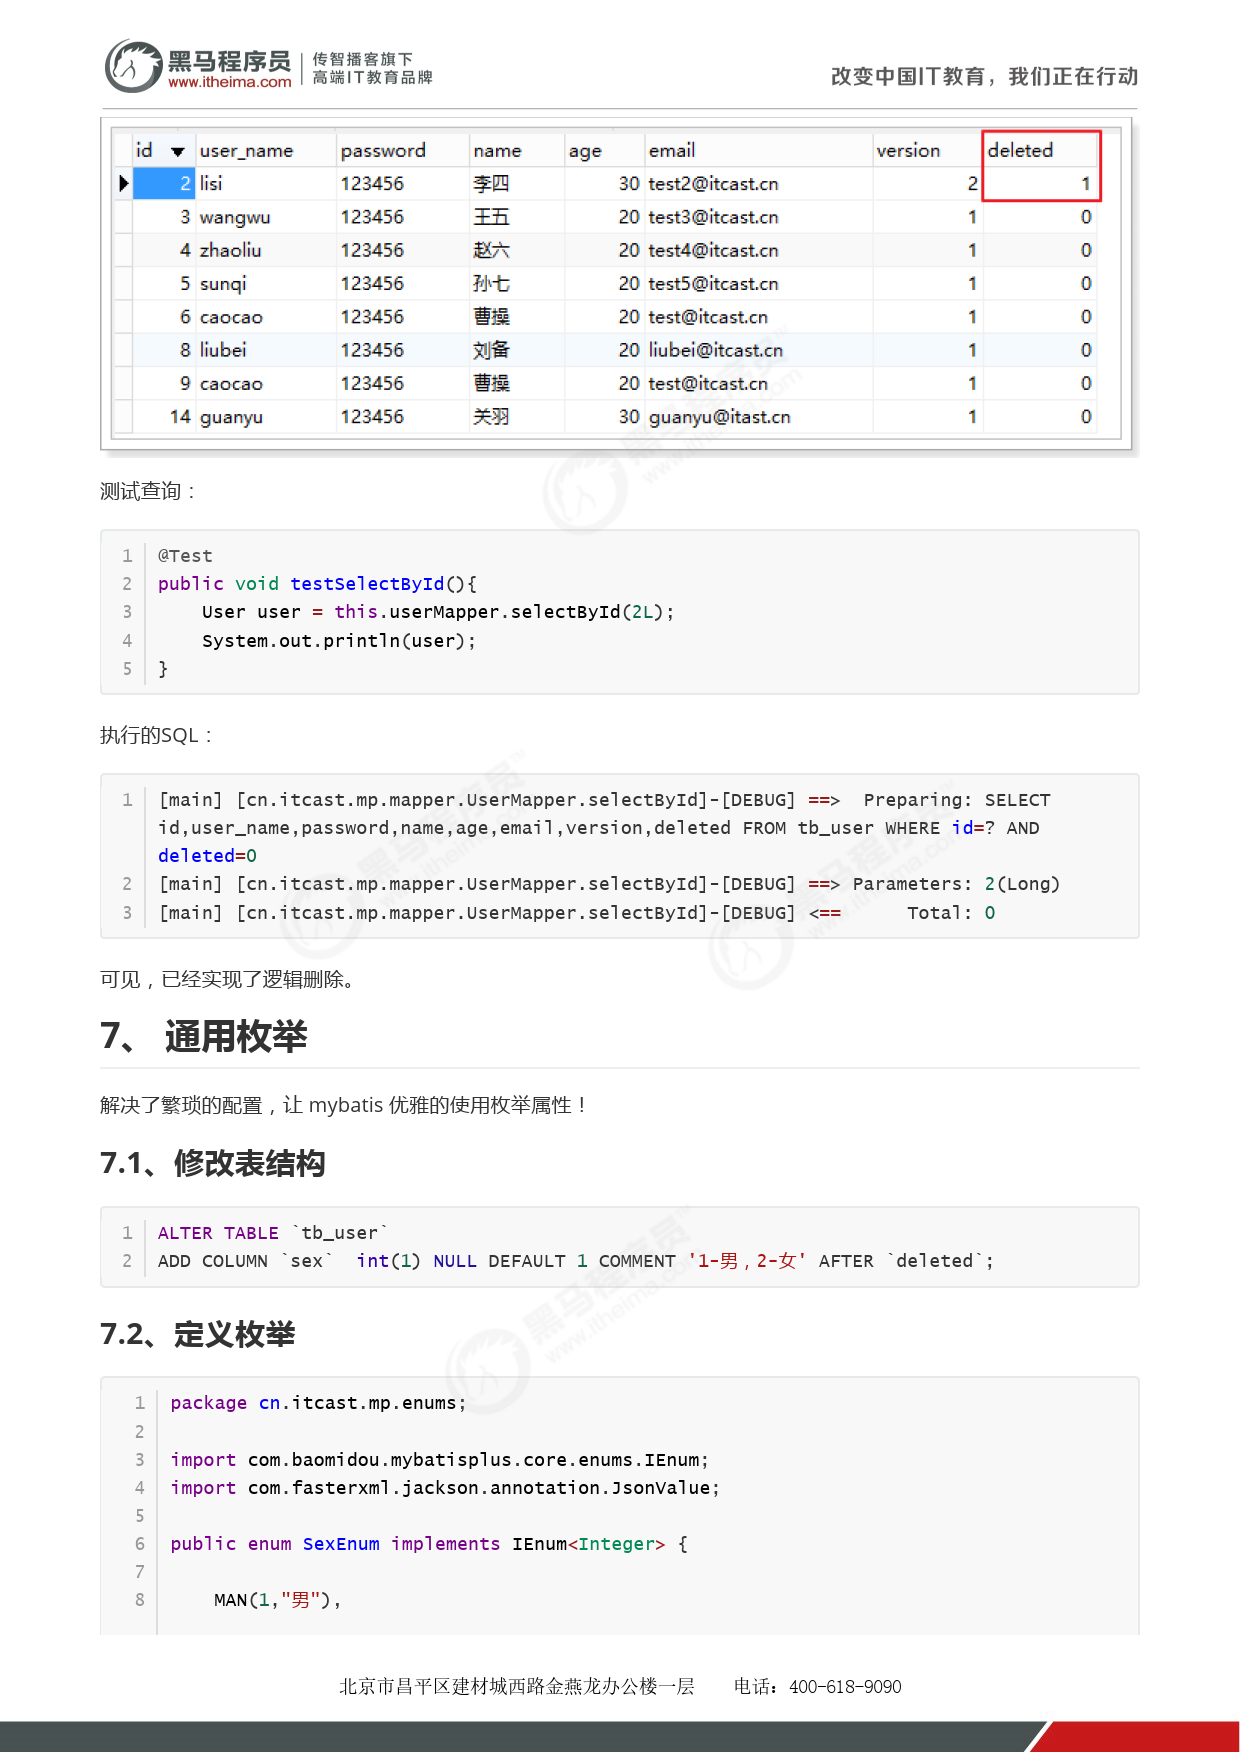 黑马程序员
www.itheima.com
传智播客旗下
高端IT教育品牌
改变中国IT教育，我们正在行动
id user_name password name age email version deleted
2 lisi 123456 李四 30 test2@itcast.cn 2 1
3 wangwu 123456 王五 20 test3@itcast.cn 1 0
4 zhaoliu 123456 赵六 20 test4@itcast.cn 1 0
5 sunqi 123456 孙七 20 test5@itcast.cn 1 0
6 caocao 123456 曹操 20 test@itcast.cn 1 0
8 liubei 123456 刘备 20 liubei@itcast.cn 1 0
9 caocao 123456 曹操 20 test@itcast.cn 1 0
14 guanyu 123456 关羽 30 guanyu@itast.cn 1 0
测试查询：
1 @Test
2 public void testSelectById(){
3 User user = this.userMapper.selectById(2L);
4 System.out.println(user);
5 }
执行的SQL：
1 [main] [cn.itcast.mp.mapper.UserMapper.selectById]-[DEBUG] ==>  Preparing: SELECT
id,user_name,password,name,age,email,version,deleted FROM tb_user WHERE id=? AND
deleted=0
2 [main] [cn.itcast.mp.mapper.UserMapper.selectById]-[DEBUG] ==> Parameters: 2(Long)
3 [main] [cn.itcast.mp.mapper.UserMapper.selectById]-[DEBUG] <==      Total: 0
可见，已经实现了逻辑删除。
7、 通用枚举
解决了繁琐的配置，让 mybatis 优雅的使用枚举属性！
7.1、修改表结构
1 ALTER TABLE `tb_user`
2 ADD COLUMN `sex`  int(1) NULL DEFAULT 1 COMMENT '1-男，2-女' AFTER `deleted`;
7.2、定义枚举
1 package cn.itcast.mp.enums;
2
3 import com.baomidou.mybatisplus.core.enums.IEnum;
4 import com.fasterxml.jackson.annotation.JsonValue;
5
6 public enum SexEnum implements IEnum<Integer> {
7
8 MAN(1,"男"),
北京市昌平区建材城西路金燕龙办公楼一层 电话：400-618-9090